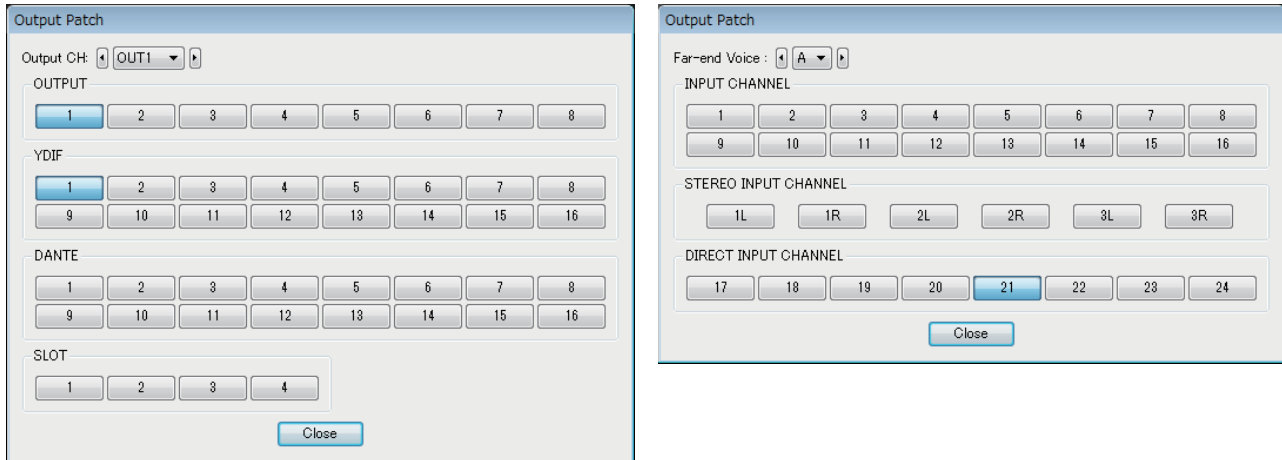 Output Patch
Output CH: OUT1
OUTPUT
1 2 3 4 5 6 7 8
YDIF
1 2 3 4 5 6 7 8
9 10 11 12 13 14 15 16
DANTE
1 2 3 4 5 6 7 8
9 10 11 12 13 14 15 16
SLOT
1 2 3 4
Close
Output Patch
Far-end Voice : A
INPUT CHANNEL
1 2 3 4 5 6 7 8
9 10 11 12 13 14 15 16
STEREO INPUT CHANNEL
1L 1R 2L 2R 3L 3R
DIRECT INPUT CHANNEL
17 18 19 20 21 22 23 24
Close